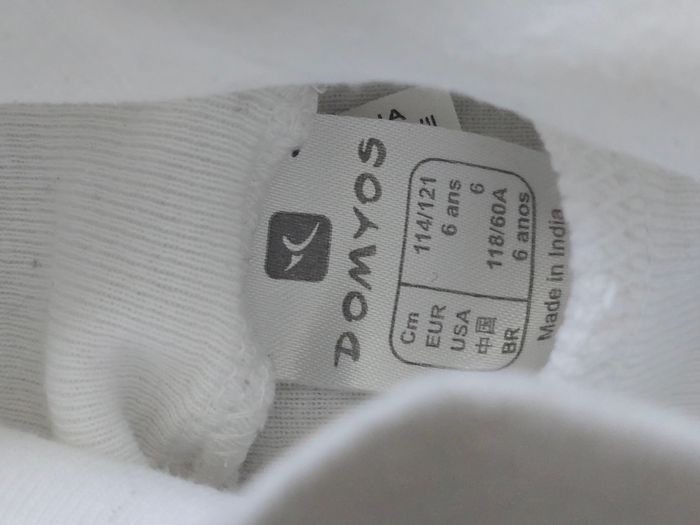 DOMYOS
Cm 114/121
EUR 6 ans
USA 6
中国 118/60A
BR 6 anos
Made in India